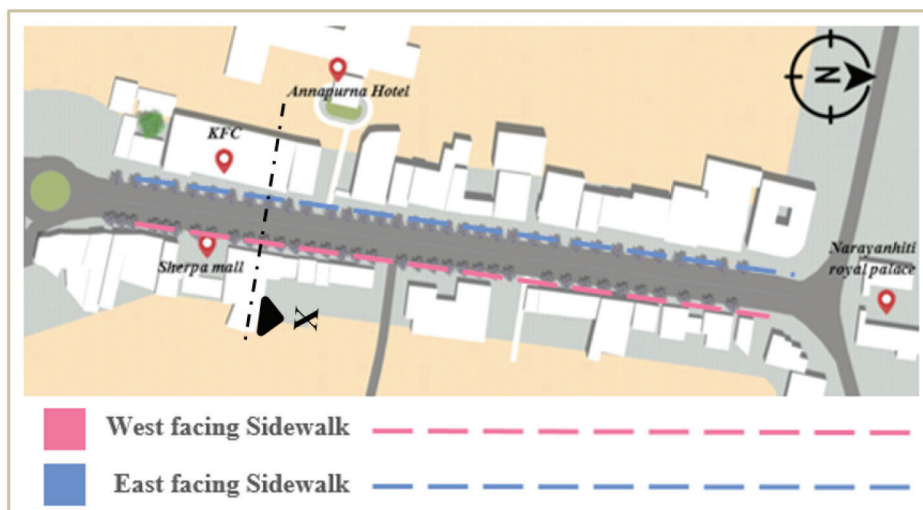 Annapurna Hotel
N
KFC
Sherpa mall
X
Narayanhiti
royal palace
West facing Sidewalk
East facing Sidewalk